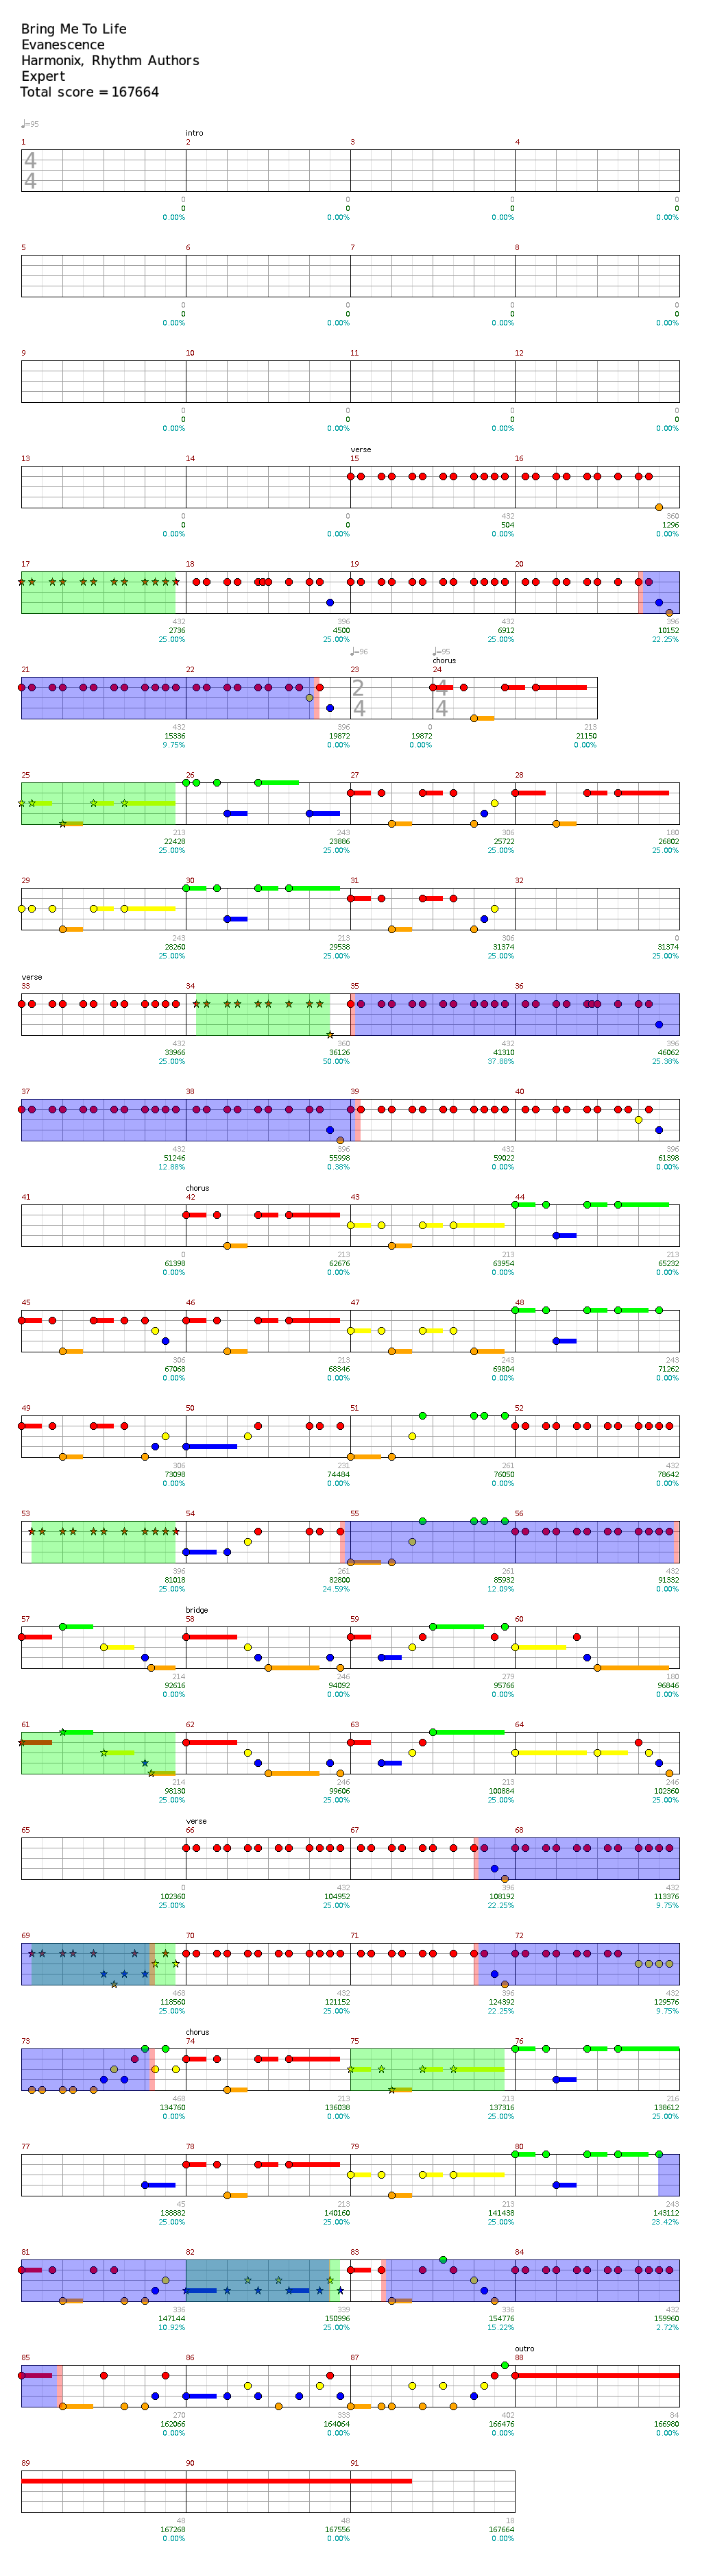 Bring Me To Life
Evanescence
Harmonix, Rhythm Authors
Expert
Total score = 167664
♩=95
intro
1 2 3 4
4
4
0 0 0 0
0 0 0 0
0.00% 0.00% 0.00% 0.00%
5 6 7 8
0 0 0 0
0 0 0 0
0.00% 0.00% 0.00% 0.00%
9 10 11 12
0 0 0 0
0 0 0 0
0.00% 0.00% 0.00% 0.00%
verse
13 14 15 16
0 0 432 360
0 0 504 1296
0.00% 0.00% 0.00% 0.00%
17 18 19 20
432 396 432 396
2736 4500 6912 10152
25.00% 25.00% 25.00% 22.25%
♩=96 ♩=95
chorus
21 22 23 24
2 4
4 4
432 396 0 213
15336 19872 19872 21150
9.75% 0.00% 0.00% 0.00%
25 26 27 28
213 243 306 180
22428 23886 25722 26802
25.00% 25.00% 25.00% 25.00%
29 30 31 32
243 213 306 0
28260 29538 31374 31374
25.00% 25.00% 25.00% 25.00%
verse
33 34 35 36
432 360 432 396
33966 36126 41310 46062
25.00% 50.00% 37.88% 25.38%
37 38 39 40
432 396 432 396
51246 55998 59022 61398
12.88% 0.38% 0.00% 0.00%
chorus
41 42 43 44
0 213 213 213
61398 62676 63954 65232
0.00% 0.00% 0.00% 0.00%
45 46 47 48
306 213 243 243
67068 68346 69804 71262
0.00% 0.00% 0.00% 0.00%
49 50 51 52
306 231 261 432
73098 74484 76050 78642
0.00% 0.00% 0.00% 0.00%
53 54 55 56
396 261 261 432
81018 82800 85932 91332
25.00% 24.59% 12.09% 0.00%
bridge
57 58 59 60
214 246 279 180
92616 94092 95766 96846
0.00% 0.00% 0.00% 0.00%
61 62 63 64
214 246 213 246
98130 99606 100884 102360
25.00% 25.00% 25.00% 25.00%
verse
65 66 67 68
0 432 396 432
102360 104952 108192 113376
25.00% 25.00% 22.25% 9.75%
69 70 71 72
468 432 396 432
118560 121152 124392 129576
25.00% 25.00% 22.25% 9.75%
chorus
73 74 75 76
468 213 213 216
134760 136038 137316 138612
0.00% 0.00% 25.00% 25.00%
77 78 79 80
45 213 213 243
138882 140160 141438 143112
25.00% 25.00% 25.00% 23.42%
81 82 83 84
336 339 336 432
147144 150996 154776 159960
10.92% 25.00% 15.22% 2.72%
outro
85 86 87 88
270 333 402 84
162066 164064 166476 166980
0.00% 0.00% 0.00% 0.00%
89 90 91
48 48 18
167268 167556 167664
0.00% 0.00% 0.00%